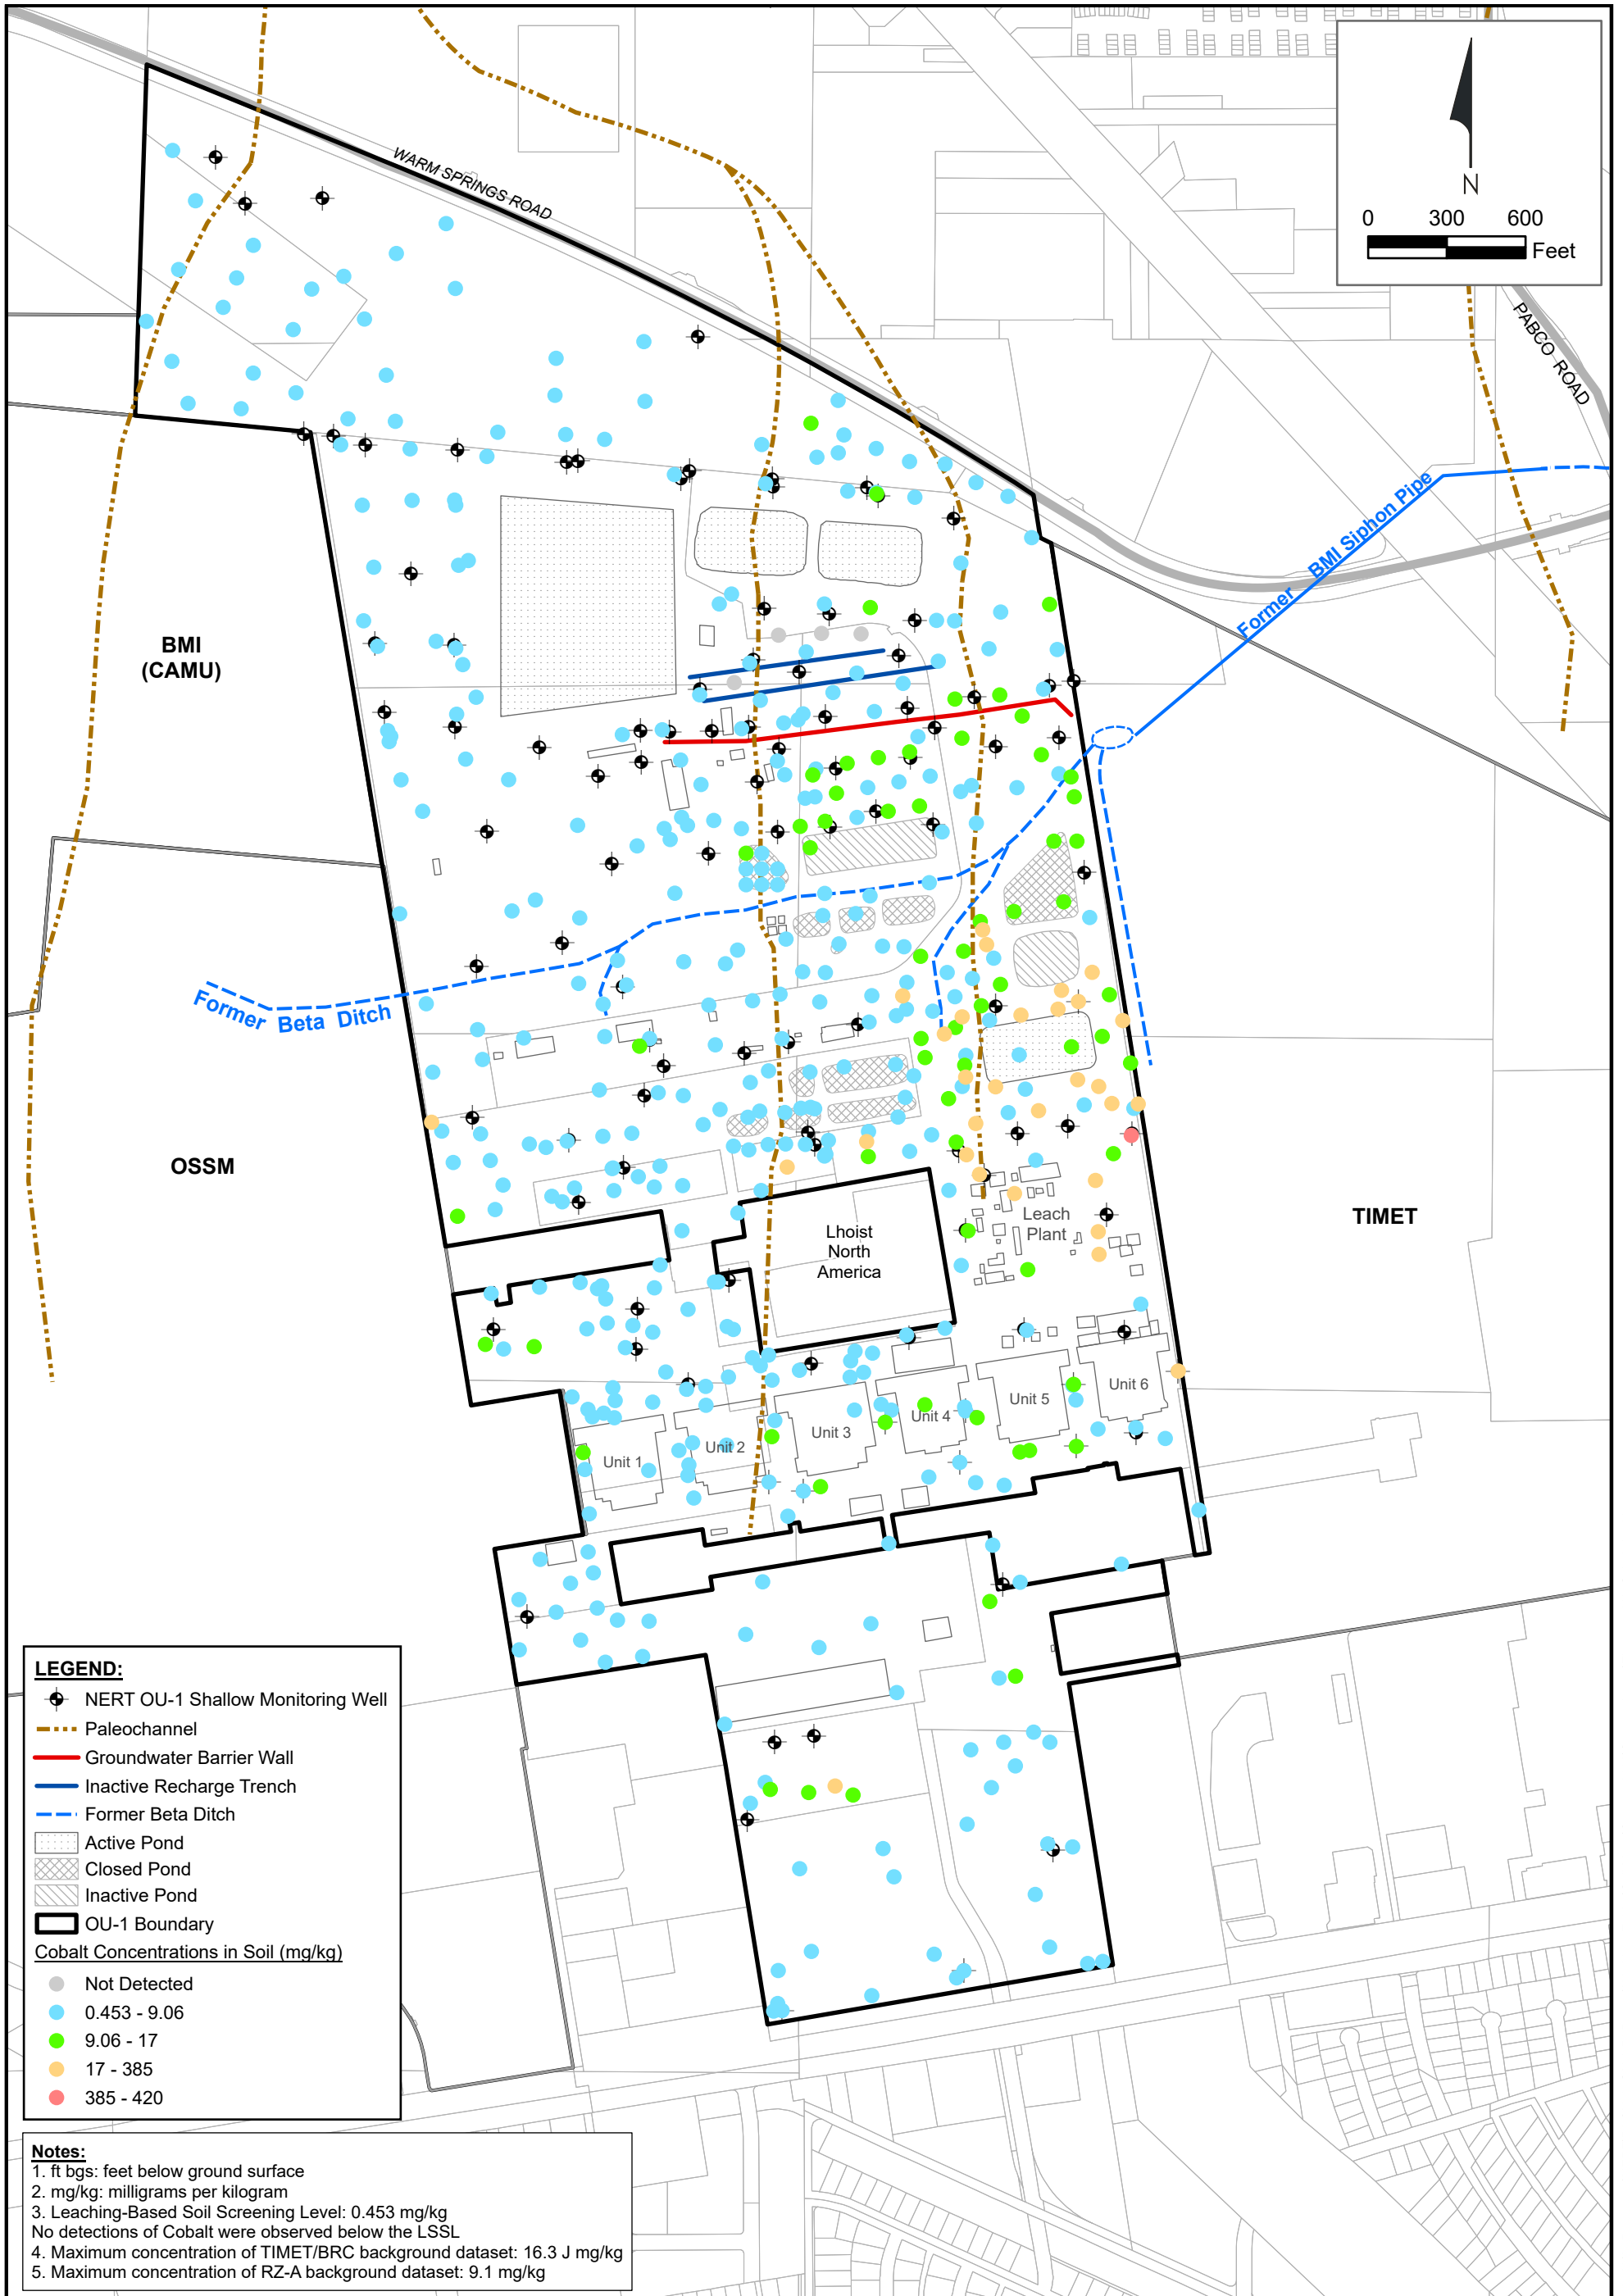 WARM SPRINGS ROAD
N
0 300 600
Feet
PABCO ROAD
Former BMI Siphon Pipe
BMI
(CAMU)
Former Beta Ditch
OSSM
Lhoist
North
America
Leach
Plant
TIMET
Unit 1
Unit 2
Unit 3
Unit 4
Unit 5
Unit 6
LEGEND:
NERT OU-1 Shallow Monitoring Well
Paleochannel
Groundwater Barrier Wall
Inactive Recharge Trench
Former Beta Ditch
Active Pond
Closed Pond
Inactive Pond
OU-1 Boundary
Cobalt Concentrations in Soil (mg/kg)
Not Detected
0.453 - 9.06
9.06 - 17
17 - 385
385 - 420
Notes:
1. ft bgs: feet below ground surface
2. mg/kg: milligrams per kilogram
3. Leaching-Based Soil Screening Level: 0.453 mg/kg
No detections of Cobalt were observed below the LSSL
4. Maximum concentration of TIMET/BRC background dataset: 16.3 J mg/kg
5. Maximum concentration of RZ-A background dataset: 9.1 mg/kg